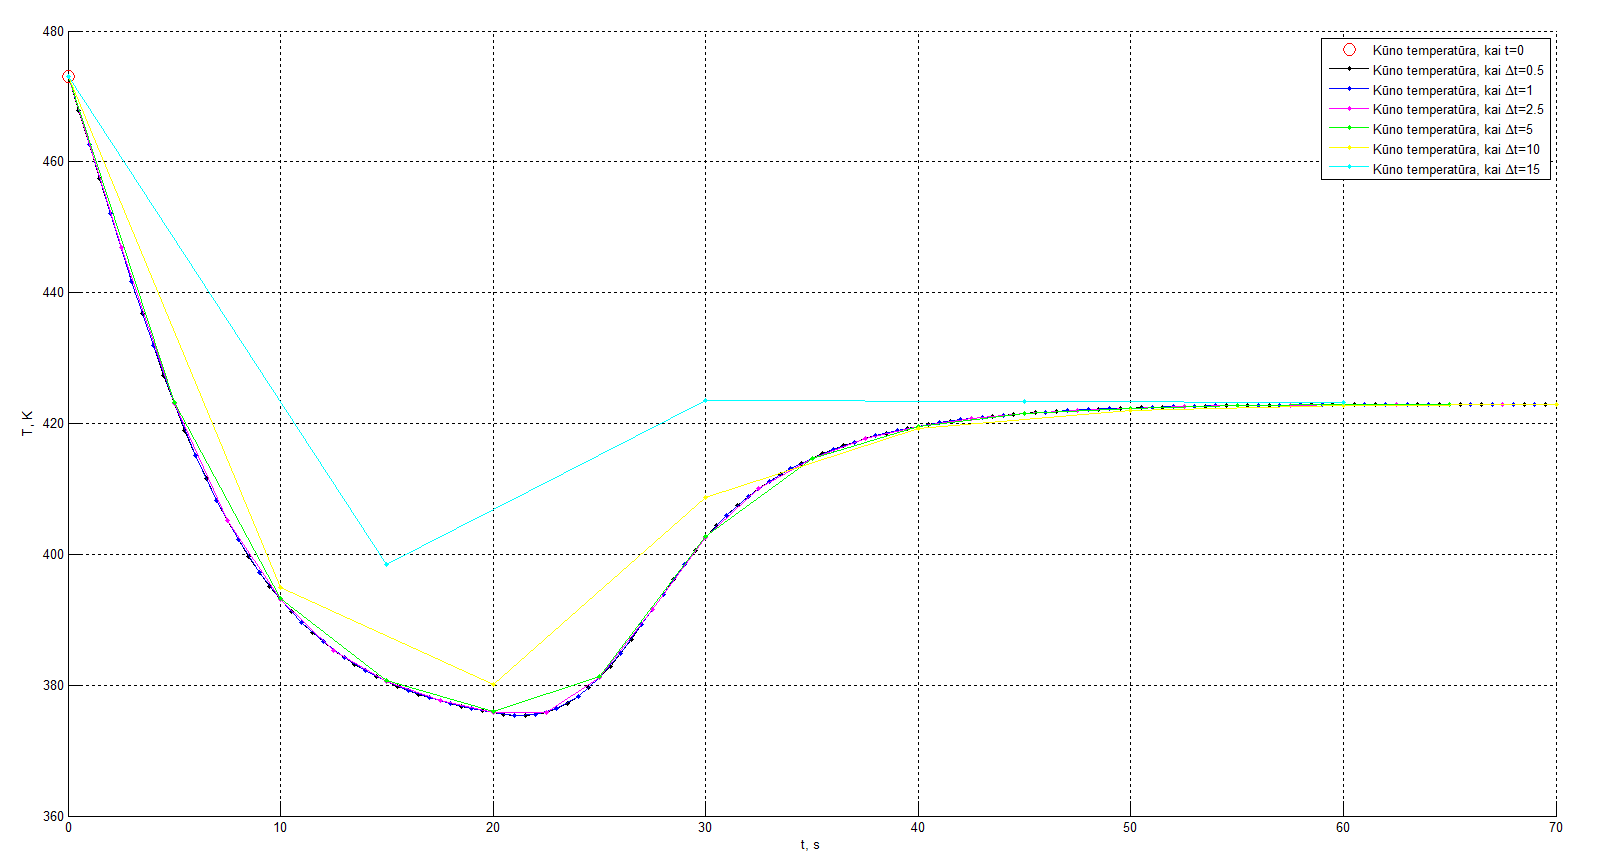 480
460
440
420
400
380
360
T, K
0
10
20
30
40
50
60
70
t, s
Kūno temperatūra, kai t=0
Kūno temperatūra, kai Δt=0.5
Kūno temperatūra, kai Δt=1
Kūno temperatūra, kai Δt=2.5
Kūno temperatūra, kai Δt=5
Kūno temperatūra, kai Δt=10
Kūno temperatūra, kai Δt=15